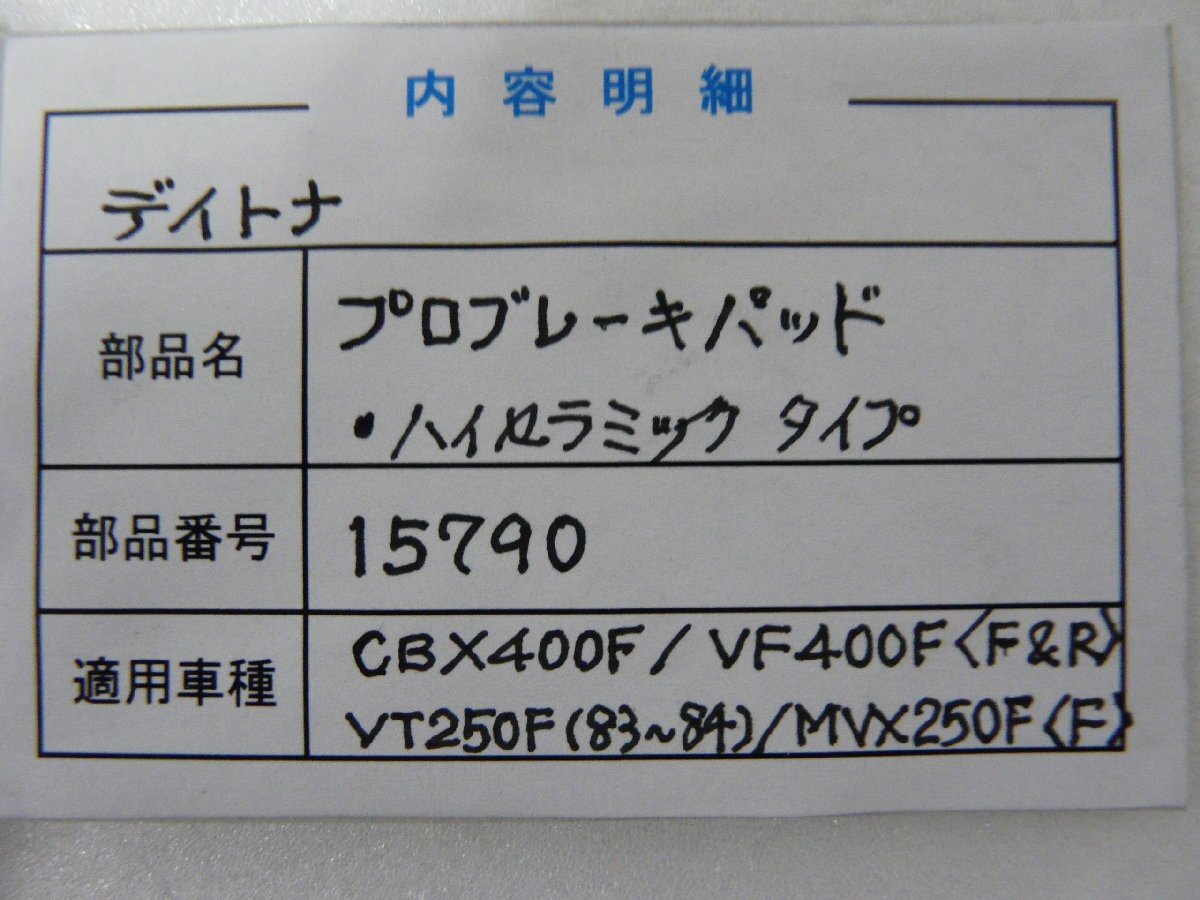 内容明細
デイトナ
部品名
プロブレーキパッド
・ハイセラミック タイプ
部品番号
15790
適用車種
CBX400F/VF400F〈F&R〉
VT250F(83~84)/MVX250F〈F〉